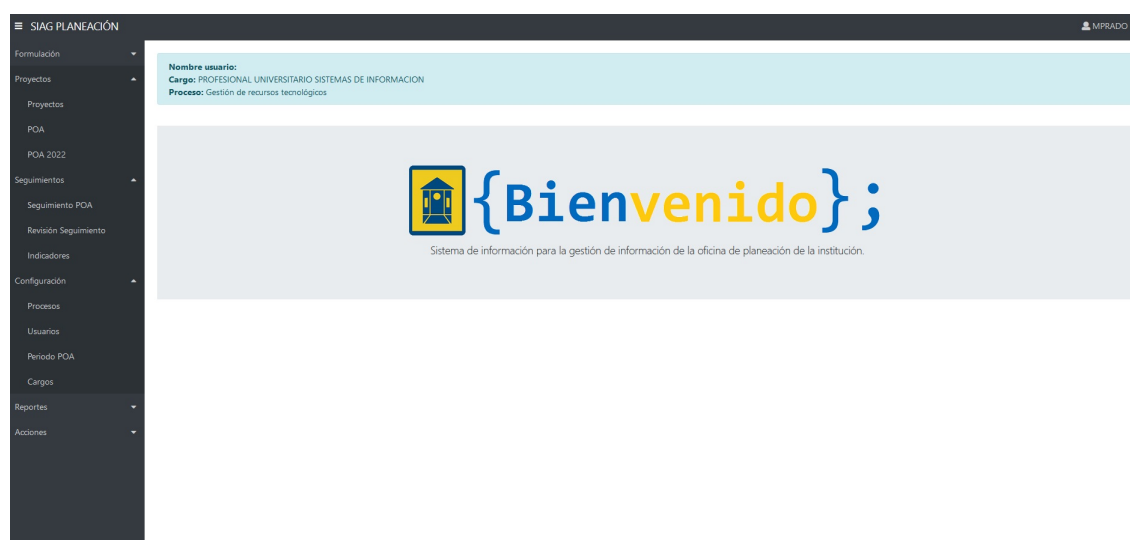 ≡ SIAG PLANEACIÓN
MPRADO
Formulación
Proyectos
Proyectos
POA
POA 2022
Seguimientos
Seguimiento POA
Revisión Seguimiento
Indicadores
Configuración
Procesos
Usuarios
Periodo POA
Cargos
Reportes
Acciones
Nombre usuario:
Cargo: PROFESIONAL UNIVERSITARIO SISTEMAS DE INFORMACION
Proceso: Gestión de recursos tecnológicos
{Bienvenido};
Sistema de información para la gestión de información de la oficina de planeación de la institución.